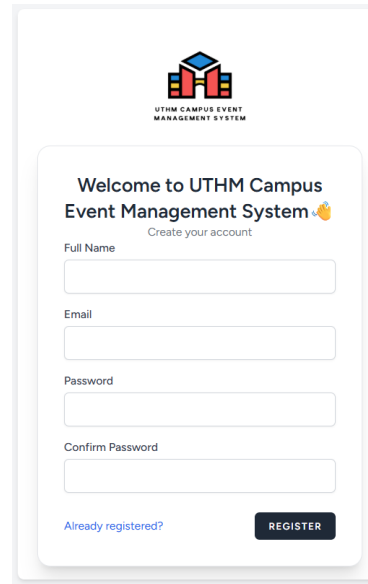 UTHM CAMPUS EVENT
MANAGEMENT SYSTEM
Welcome to UTHM Campus
Event Management System👋
Create your account
Full Name
Email
Password
Confirm Password
Already registered?
REGISTER